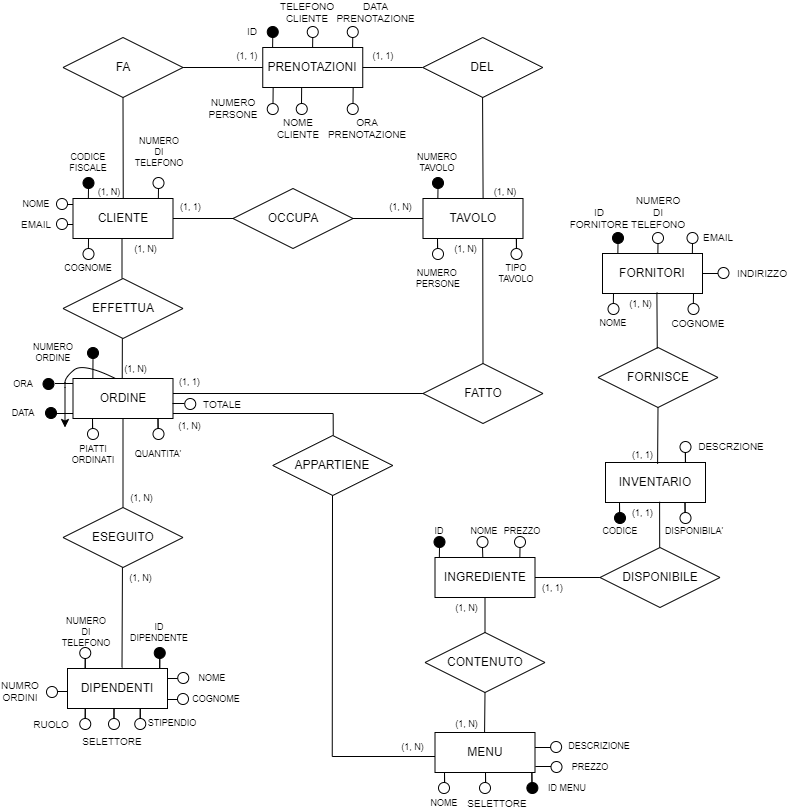 TELEFONO
CLIENTE
DATA
PRENOTAZIONE
ID
FA
(1, 1)
PRENOTAZIONI
(1, 1)
DEL
NUMERO
PERSONE
NOME
CLIENTE
ORA
PRENOTAZIONE
CODICE
FISCALE
NUMERO
DI
TELEFONO
NUMERO
TAVOLO
(1, N)
(1, N)
NOME
EMAIL
CLIENTE
(1, 1)
OCCUPA
(1, N)
TAVOLO
COGNOME
(1, N)
(1, N)
NUMERO
PERSONE
TIPO
TAVOLO
ID
FORNITORE
NUMERO
DI
TELEFONO
EMAIL
FORNITORI
INDIRIZZO
(1, N)
NOME
COGNOME
EFFETTUA
NUMERO
ORDINE
(1, N)
ORA
DATA
ORDINE
(1, 1)
TOTALE
(1, N)
FATTO
FORNISCE
PIATTI
ORDINATI
QUANTITA'
APPARTIENE
DESCRZIONE
(1, 1)
INVENTARIO
(1, 1)
CODICE
DISPONIBILA'
(1, N)
ESEGUITO
(1, N)
ID
NOME
PREZZO
INGREDIENTE
(1, 1)
DISPONIBILE
(1, N)
CONTENUTO
NUMERO
DI
TELEFONO
ID
DIPENDENTE
NUMRO
ORDINI
DIPENDENTI
NOME
COGNOME
RUOLO
SELETTORE
STIPENDIO
(1, N)
(1, N)
MENU
DESCRIZIONE
PREZZO
NOME
SELETTORE
ID MENU